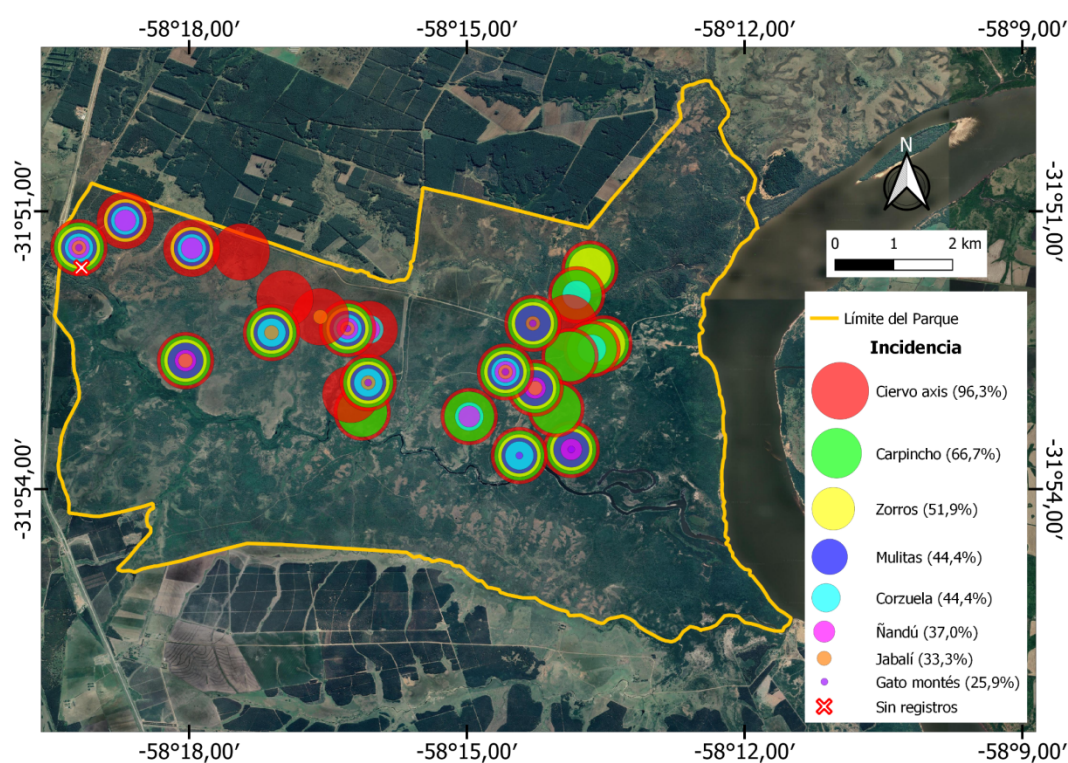 -58°18,00′
-58°15,00′
-58°12,00′
-58°9,00′
-31°51,00′
-31°51,00′
N
0 1 2 km
Límite del Parque
Incidencia
Ciervo axis (96,3%)
Carpincho (66,7%)
Zorros (51,9%)
Mulitas (44,4%)
Corzuela (44,4%)
Ñandú (37,0%)
Jabalí (33,3%)
Gato montés (25,9%)
Sin registros
-31°54,00′
-31°54,00′
-58°18,00′
-58°15,00′
-58°12,00′
-58°9,00′